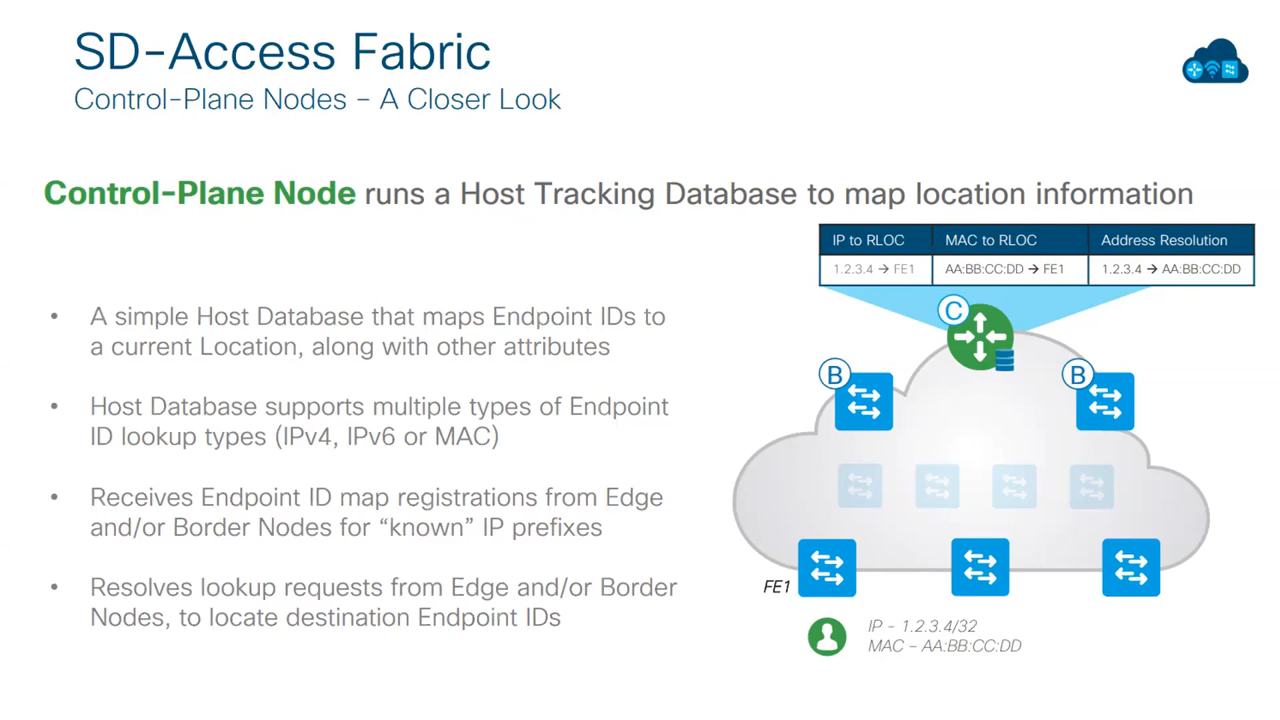 SD-Access Fabric
Control-Plane Nodes – A Closer Look
Control-Plane Node runs a Host Tracking Database to map location information
IP to RLOC MAC to RLOC Address Resolution
1.2.3.4 → FE1 AA:BB:CC:DD → FE1 1.2.3.4 → AA:BB:CC:DD
• A simple Host Database that maps Endpoint IDs to
a current Location, along with other attributes
• Host Database supports multiple types of Endpoint
ID lookup types (IPv4, IPv6 or MAC)
• Receives Endpoint ID map registrations from Edge
and/or Border Nodes for “known” IP prefixes
• Resolves lookup requests from Edge and/or Border
Nodes, to locate destination Endpoint IDs
C
B
B
FE1
IP – 1.2.3.4/32
MAC – AA:BB:CC:DD